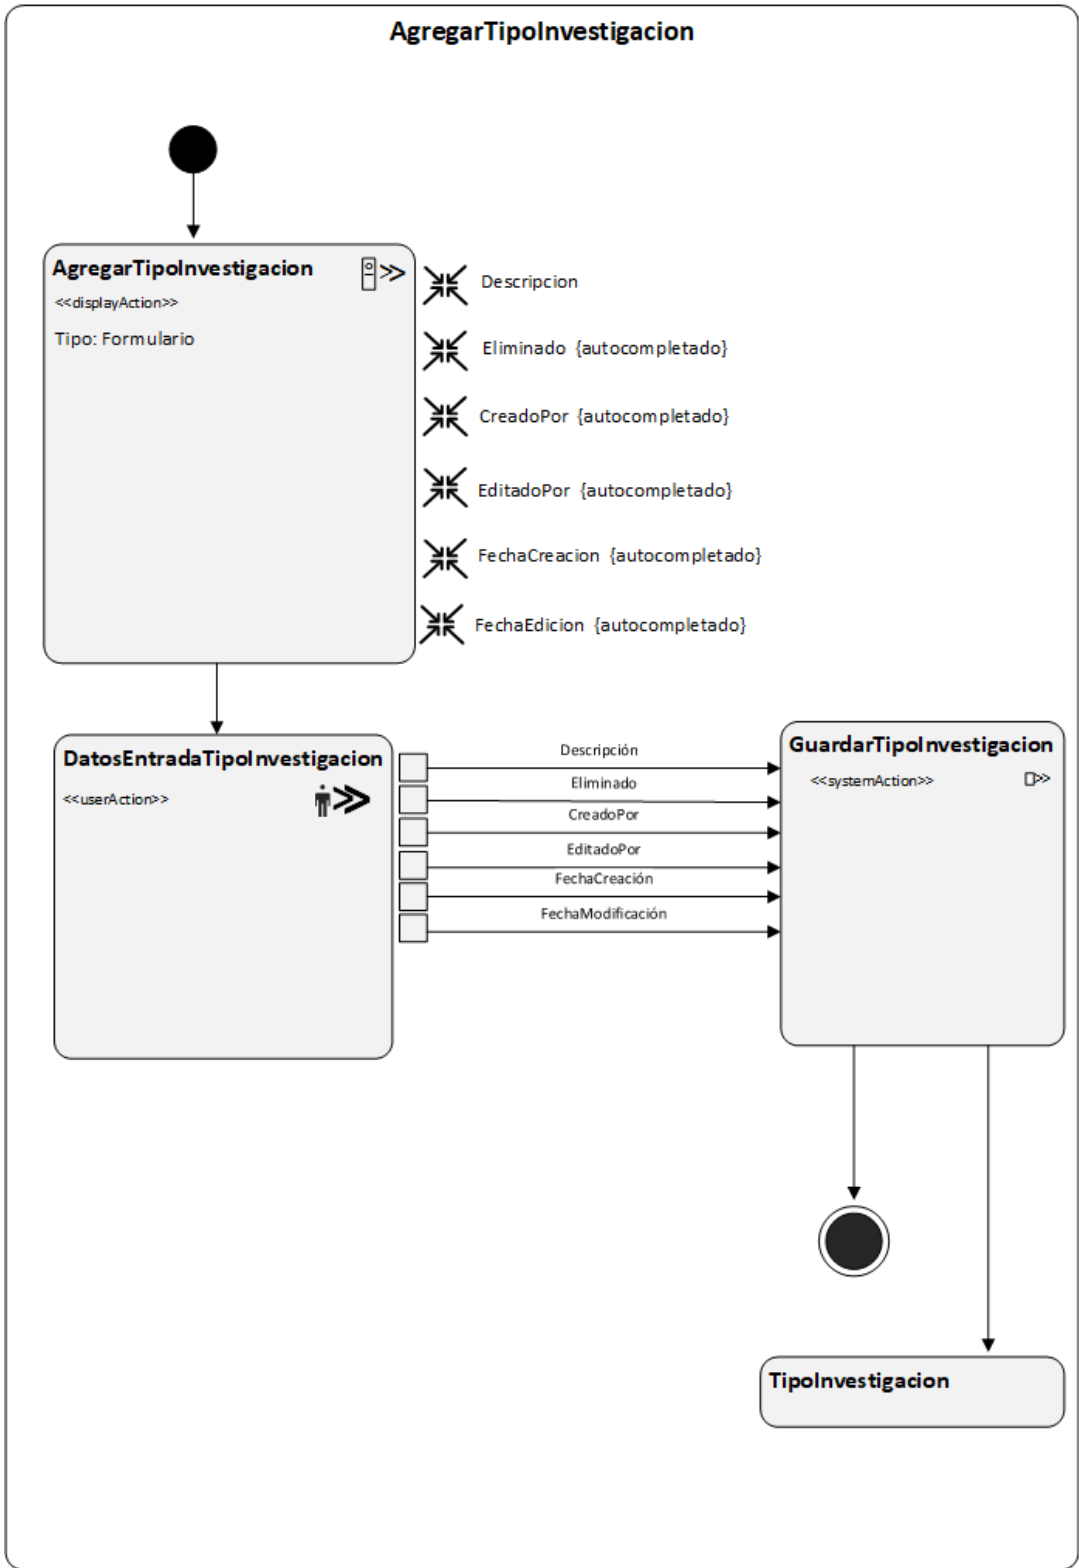 AgregarTipoInvestigacion
AgregarTipoInvestigacion
<<displayAction>>
Tipo: Formulario
Descripcion
Eliminado {autocompletado}
CreadoPor {autocompletado}
EditadoPor {autocompletado}
FechaCreacion {autocompletado}
FechaEdicion {autocompletado}
DatosEntradaTipoInvestigacion
<<userAction>>
Descripción
Eliminado
CreadoPor
EditadoPor
FechaCreación
FechaModificación
GuardarTipoInvestigacion
<<systemAction>>
TipoInvestigacion